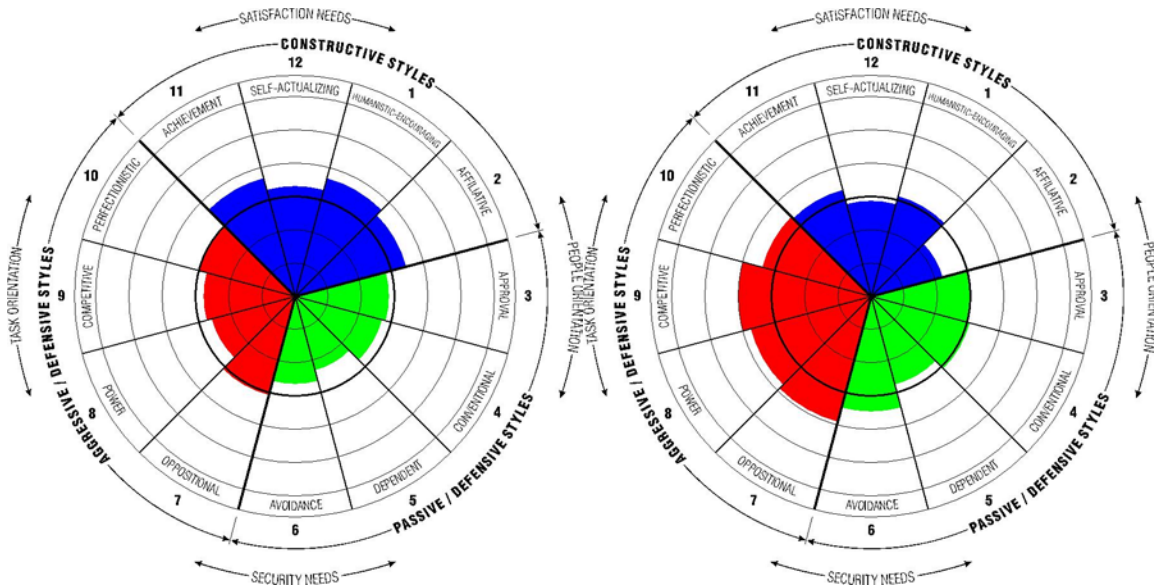 SATISFACTION NEEDS
CONSTRUCTIVE STYLES
12
11
1
SELF-ACTUALIZING
ACHIEVEMENT
HUMANISTIC-ENCOURAGING
10
2
PERFECTIONISTIC
AFFILIATIVE
TASK ORIENTATION
AGGRESSIVE / DEFENSIVE STYLES
9
COMPETITIVE
APPROVAL
3
PEOPLE ORIENTATION
8
POWER
CONVENTIONAL
4
OPPOSITIONAL
DEPENDENT
7
AVOIDANCE
5
6
PASSIVE / DEFENSIVE STYLES
SECURITY NEEDS
SATISFACTION NEEDS
CONSTRUCTIVE STYLES
12
11
1
SELF-ACTUALIZING
ACHIEVEMENT
HUMANISTIC-ENCOURAGING
10
2
PERFECTIONISTIC
AFFILIATIVE
TASK ORIENTATION
AGGRESSIVE / DEFENSIVE STYLES
9
COMPETITIVE
APPROVAL
3
PEOPLE ORIENTATION
8
POWER
CONVENTIONAL
4
OPPOSITIONAL
DEPENDENT
7
AVOIDANCE
5
6
PASSIVE / DEFENSIVE STYLES
SECURITY NEEDS